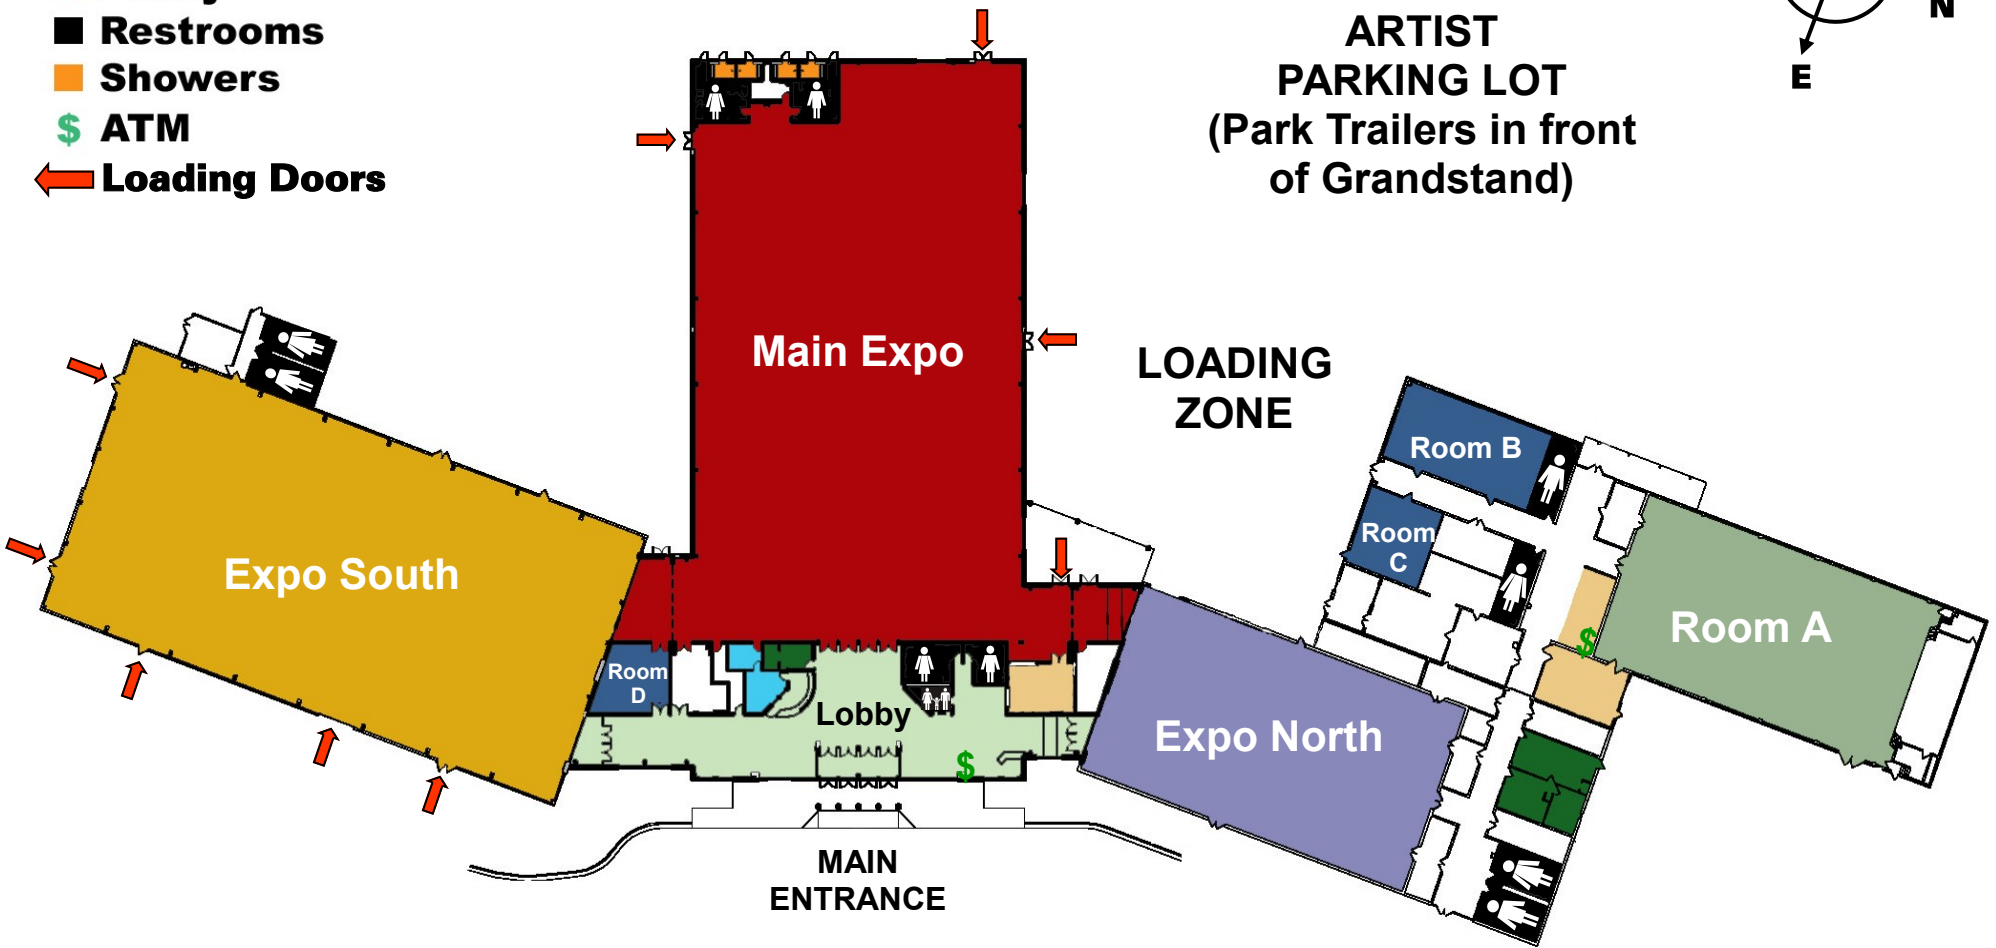 Restrooms
Showers
$ ATM
Loading Doors
ARTIST
PARKING LOT
(Park Trailers in front
of Grandstand)
N
E
Main Expo
LOADING
ZONE
Room B
Room
C
Expo South
Room A
$
Room
D
Lobby
Expo North
$
MAIN
ENTRANCE